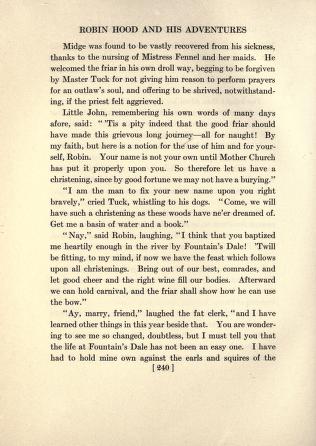 ROBIN HOOD AND HIS ADVENTURES
Midge was found to be vastly recovered from his sickness,
thanks to the nursing of Mistress Fennel and her maids. He
welcomed the friar in his own droll way, begging to be forgiven
by Master Tuck for not giving him reason to perform prayers
for an outlaw's soul, and offering to be shrived, notwithstand-
ing, if the priest felt aggrieved.
Little John, remembering his own words of many days
afore, said: "'Tis a pity indeed that the good friar should
have made this grievous long journey—all for naught! By
my faith, but here is a notion for the use of him and for your-
self, Robin. Your name is not your own until Mother Church
has put it properly upon you. So therefore let us have a
christening, since by good fortune we may not have a burying."
"I am the man to fix your new name upon you right
bravely," cried Tuck, whistling to his dogs. "Come, we will
have such a christening as these woods have ne'er dreamed of.
Get me a basin of water and a book."
"Nay," said Robin, laughing, "I think that you baptized
me heartily enough in the river by Fountain's Dale! 'Twill
be fitting, to my mind, if now we have the feast which follows
upon all christenings. Bring out of our best, comrades, and
let good cheer and the right wine fill our bodies. Afterward
we can hold carnival, and the friar shall show how he can use
the bow."
"Ay, marry, friend," laughed the fat clerk, "and I have
learned other things in this year beside that. You are wonder-
ing to see me so changed, doubtless, but I must tell you that
the life at Fountain's Dale has not been an easy one. I have
had to hold mine own against the earls and squires of the
[ 240 ]